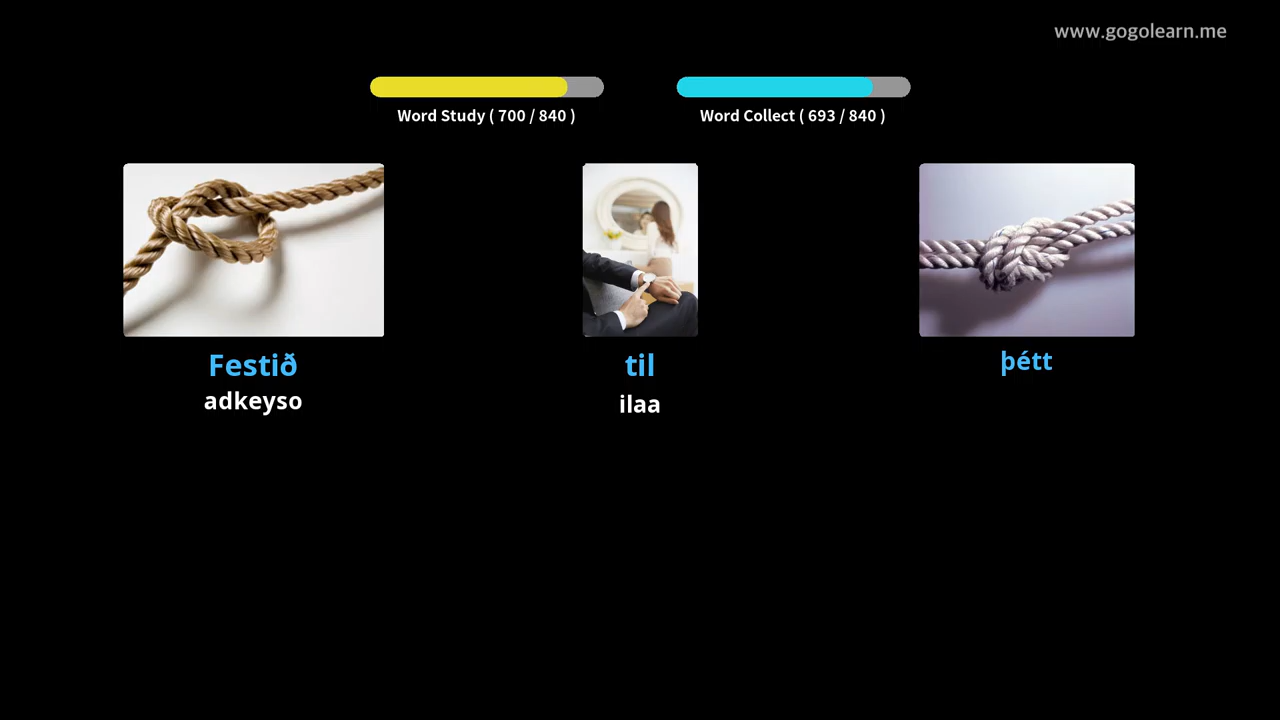 www.gogolearn.me
Word Study ( 700 / 840 )
Word Collect ( 693 / 840 )
Festið
adkeyso
til
ilaa
þétt